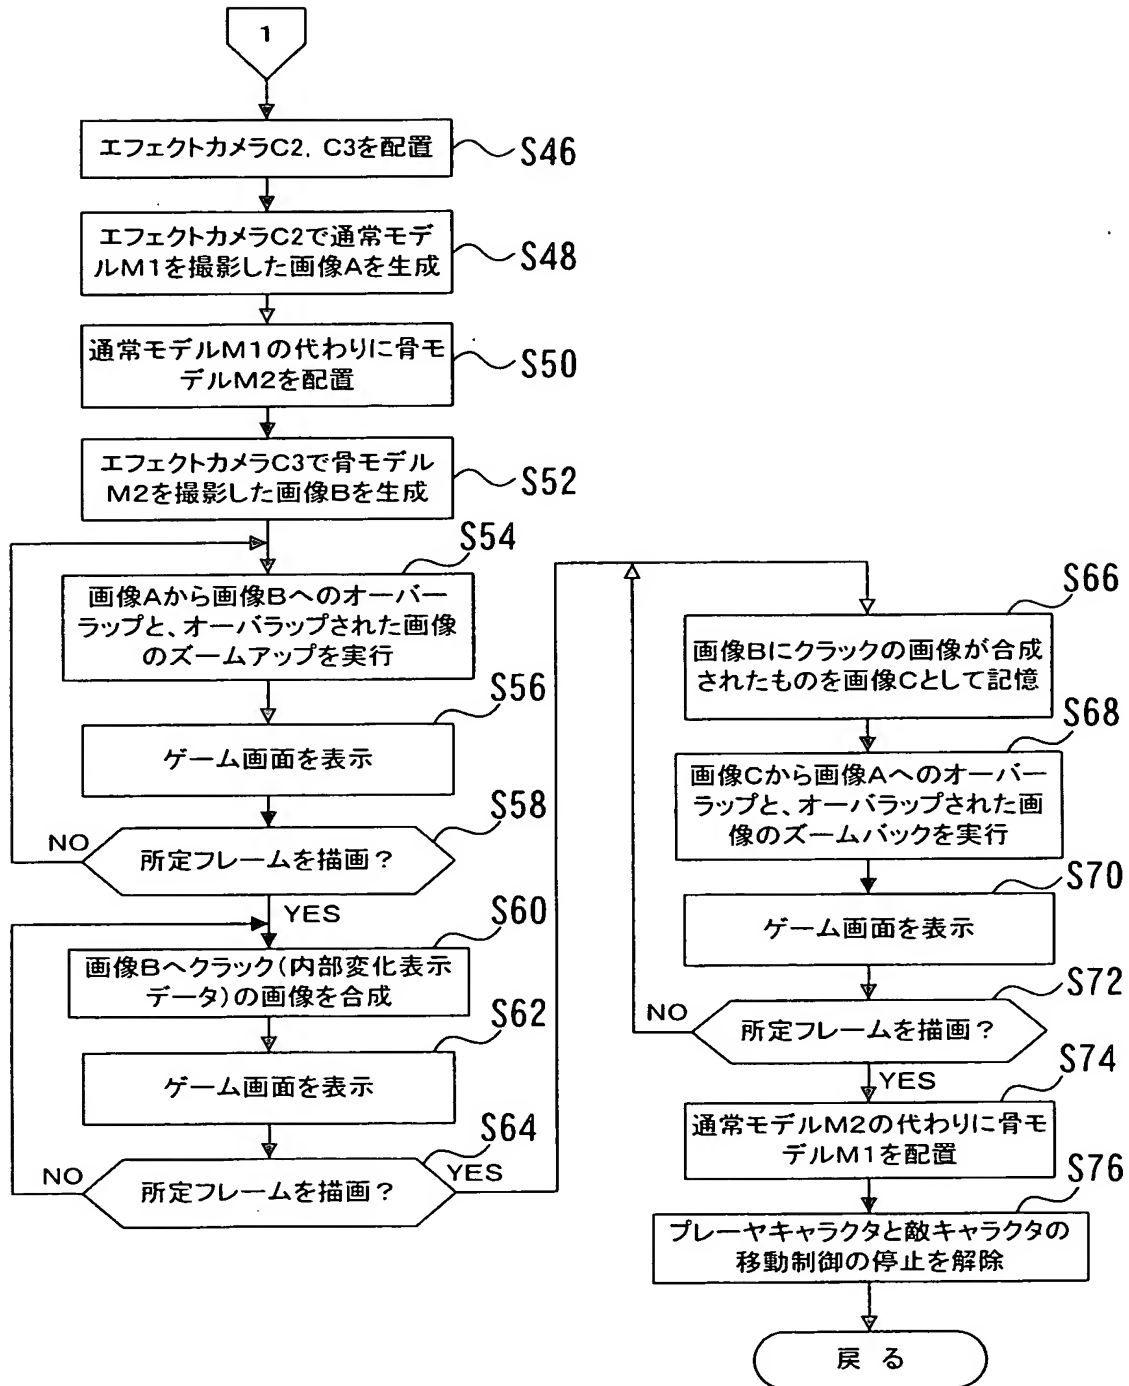 1
エフェクトカメラC2, C3を配置
S46
エフェクトカメラC2で通常モデ
ルM1を撮影した画像Aを生成
S48
通常モデルM1の代わりに骨モ
デルM2を配置
S50
エフェクトカメラC3で骨モデル
M2を撮影した画像Bを生成
S52
S54
画像Aから画像Bへのオーバー
ラップと、オーバラップされた画像
のズームアップを実行
S56
ゲーム画面を表示
S58
所定フレームを描画?
NO
YES
S60
画像Bへクラック(内部変化表示
データ)の画像を合成
S62
ゲーム画面を表示
S64
所定フレームを描画?
NO
YES
S66
画像Bにクラックの画像が合成
されたものを画像Cとして記憶
S68
画像Cから画像Aへのオーバー
ラップと、オーバラップされた画
像のズームバックを実行
S70
ゲーム画面を表示
S72
所定フレームを描画?
NO
YES
S74
通常モデルM2の代わりに骨モ
デルM1を配置
S76
プレーヤキャラクタと敵キャラクタの
移動制御の停止を解除
戻る